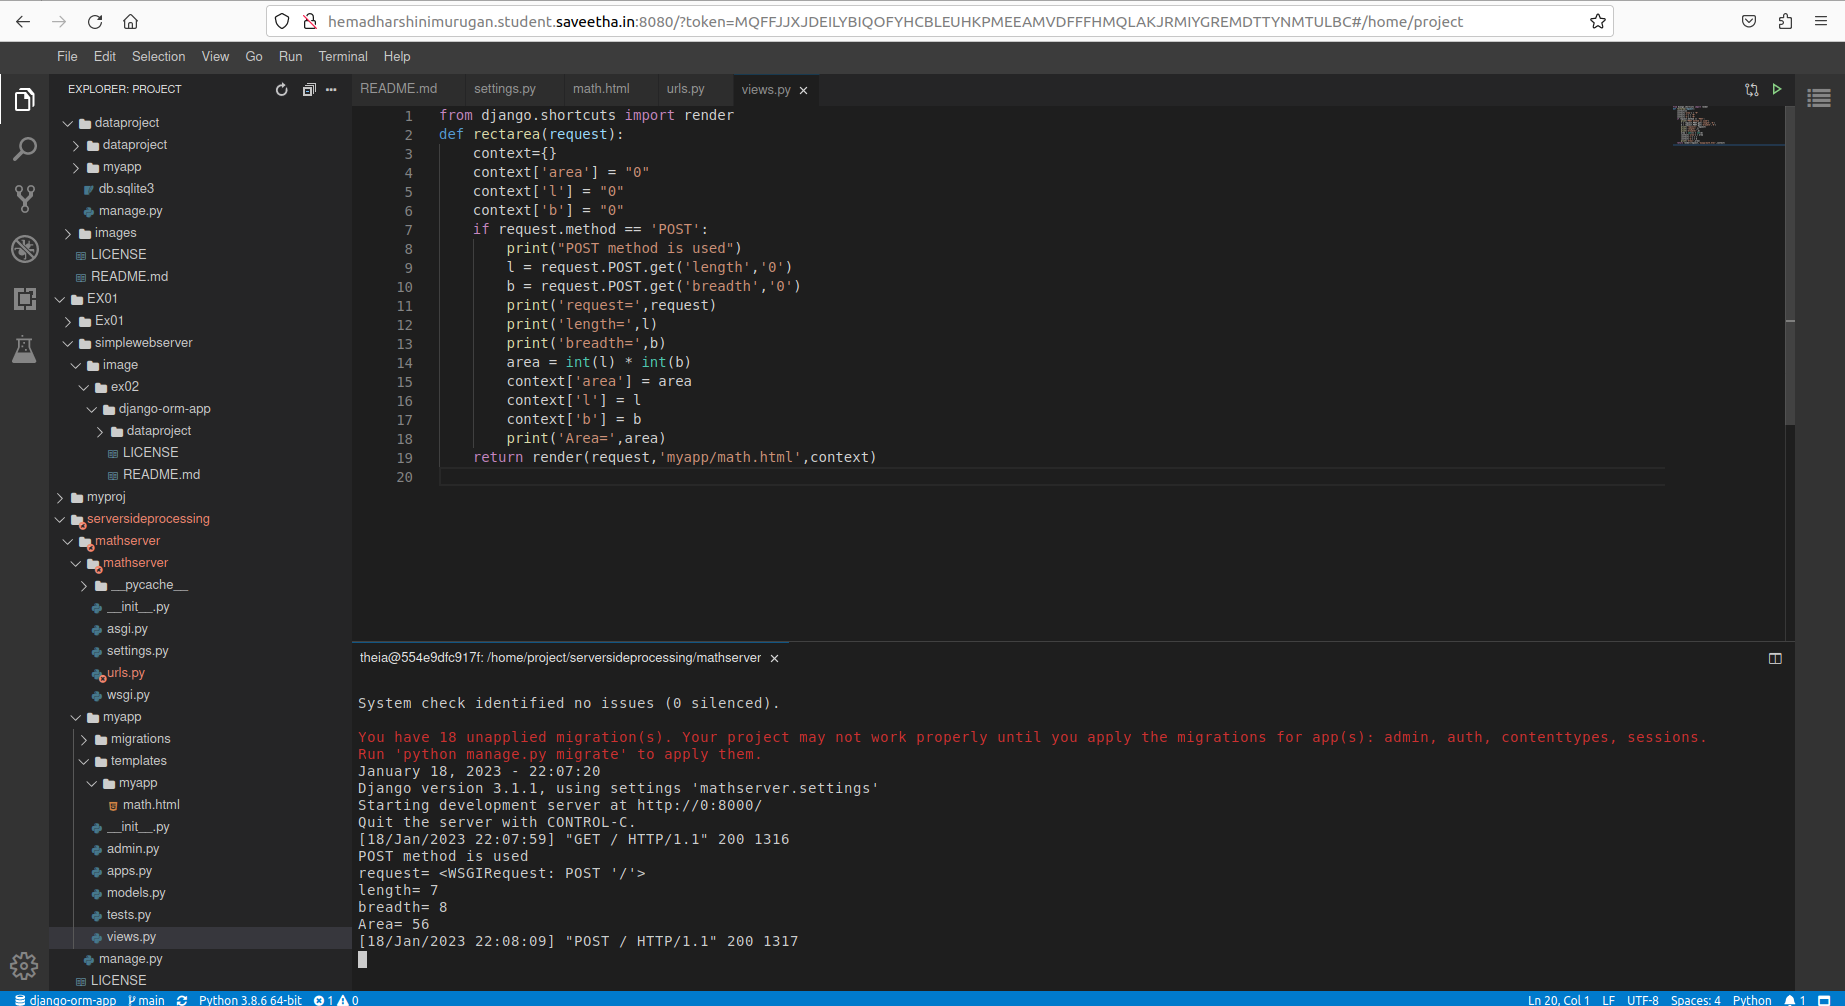 hemadharshinimurugan.student.saveetha.in:8080/?token=MQFFJJXJDEILYBIQOFYHCBLEUHKPMEEAMVDFFFHMQLAKJRMIYGREMDTTYNMTULBC#/home/project
File Edit Selection View Go Run Terminal Help
EXPLORER: PROJECT
dataproject
dataproject
myapp
db.sqlite3
manage.py
images
LICENSE
README.md
EX01
Ex01
simplewebserver
image
ex02
django-orm-app
dataproject
LICENSE
README.md
myproj
serversideprocessing
mathserver
mathserver
__pycache__
__init__.py
asgi.py
settings.py
urls.py
wsgi.py
myapp
migrations
templates
myapp
math.html
__init__.py
admin.py
apps.py
models.py
tests.py
views.py
manage.py
LICENSE
README.md settings.py math.html urls.py views.py
1 from django.shortcuts import render
2 def rectarea(request):
3 context={}
4 context['area'] = "0"
5 context['l'] = "0"
6 context['b'] = "0"
7 if request.method == 'POST':
8 print("POST method is used")
9 l = request.POST.get('length','0')
10 b = request.POST.get('breadth','0')
11 print('request=',request)
12 print('length=',l)
13 print('breadth=',b)
14 area = int(l) * int(b)
15 context['area'] = area
16 context['l'] = l
17 context['b'] = b
18 print('Area=',area)
19 return render(request,'myapp/math.html',context)
20
theia@554e9dfc917f: /home/project/serversideprocessing/mathserver
System check identified no issues (0 silenced).
You have 18 unapplied migration(s). Your project may not work properly until you apply the migrations for app(s): admin, auth, contenttypes, sessions.
Run 'python manage.py migrate' to apply them.
January 18, 2023 - 22:07:20
Django version 3.1.1, using settings 'mathserver.settings'
Starting development server at http://0:8000/
Quit the server with CONTROL-C.
[18/Jan/2023 22:07:59] "GET / HTTP/1.1" 200 1316
POST method is used
request= <WSGIRequest: POST '/'>
length= 7
breadth= 8
Area= 56
[18/Jan/2023 22:08:09] "POST / HTTP/1.1" 200 1317
django-orm-app main Python 3.8.6 64-bit 1 0 Ln 20, Col 1 LF UTF-8 Spaces: 4 Python 1